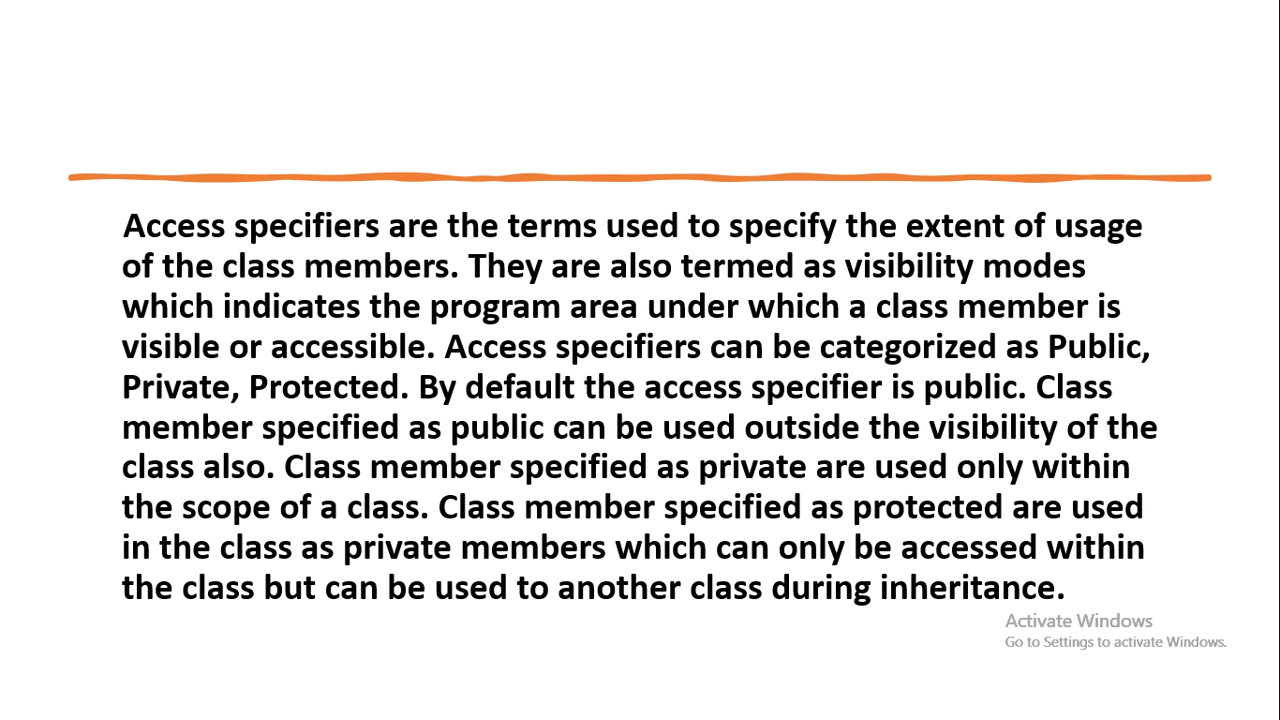 Access specifiers are the terms used to specify the extent of usage
of the class members. They are also termed as visibility modes
which indicates the program area under which a class member is
visible or accessible. Access specifiers can be categorized as Public,
Private, Protected. By default the access specifier is public. Class
member specified as public can be used outside the visibility of the
class also. Class member specified as private are used only within
the scope of a class. Class member specified as protected are used
in the class as private members which can only be accessed within
the class but can be used to another class during inheritance.
Activate Windows
Go to Settings to activate Windows.